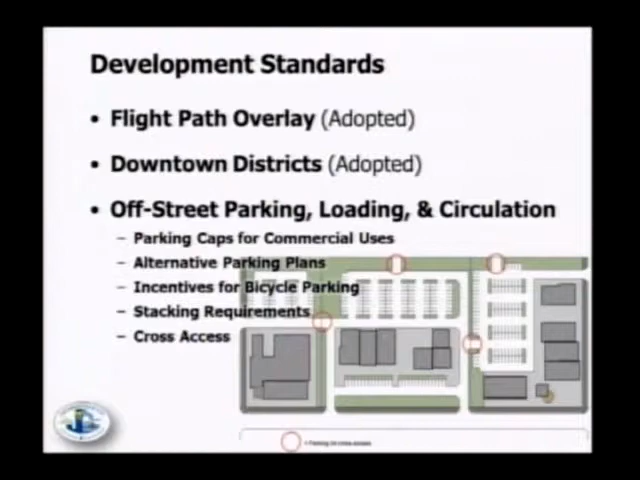 Development Standards
• Flight Path Overlay (Adopted)
• Downtown Districts (Adopted)
• Off-Street Parking, Loading, & Circulation
– Parking Caps for Commercial Uses
– Alternative Parking Plans
– Incentives for Bicycle Parking
– Stacking Requirements
– Cross Access